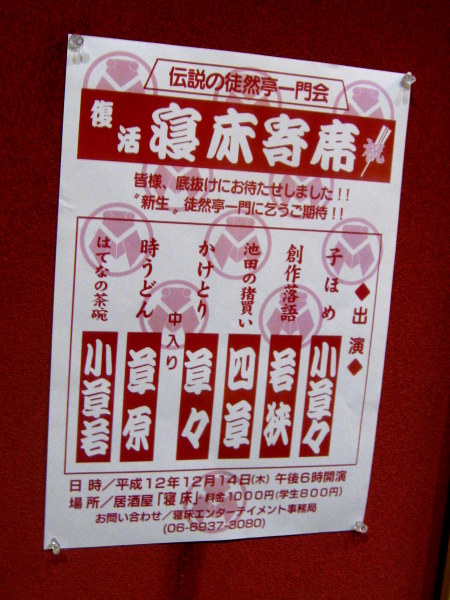 伝説の徒然亭一門会
復活 寝床寄席 祝
皆様、底抜けにお待たせしました！！
〝新生〟徒然亭一門に乞うご期待！！
◆出演◆
子ほめ 小草々
創作落語 若狭
池田の猪買い 四草
かけとり 草々
中入り
時うどん 草原
はてなの茶碗 小草若
日 時／平成12年12月14日(木) 午後6時開演
場 所／居酒屋「寝床」料金1000円(学生800円)
お問い合わせ／寝床エンターテイメント事務局
(06-6937-3080)